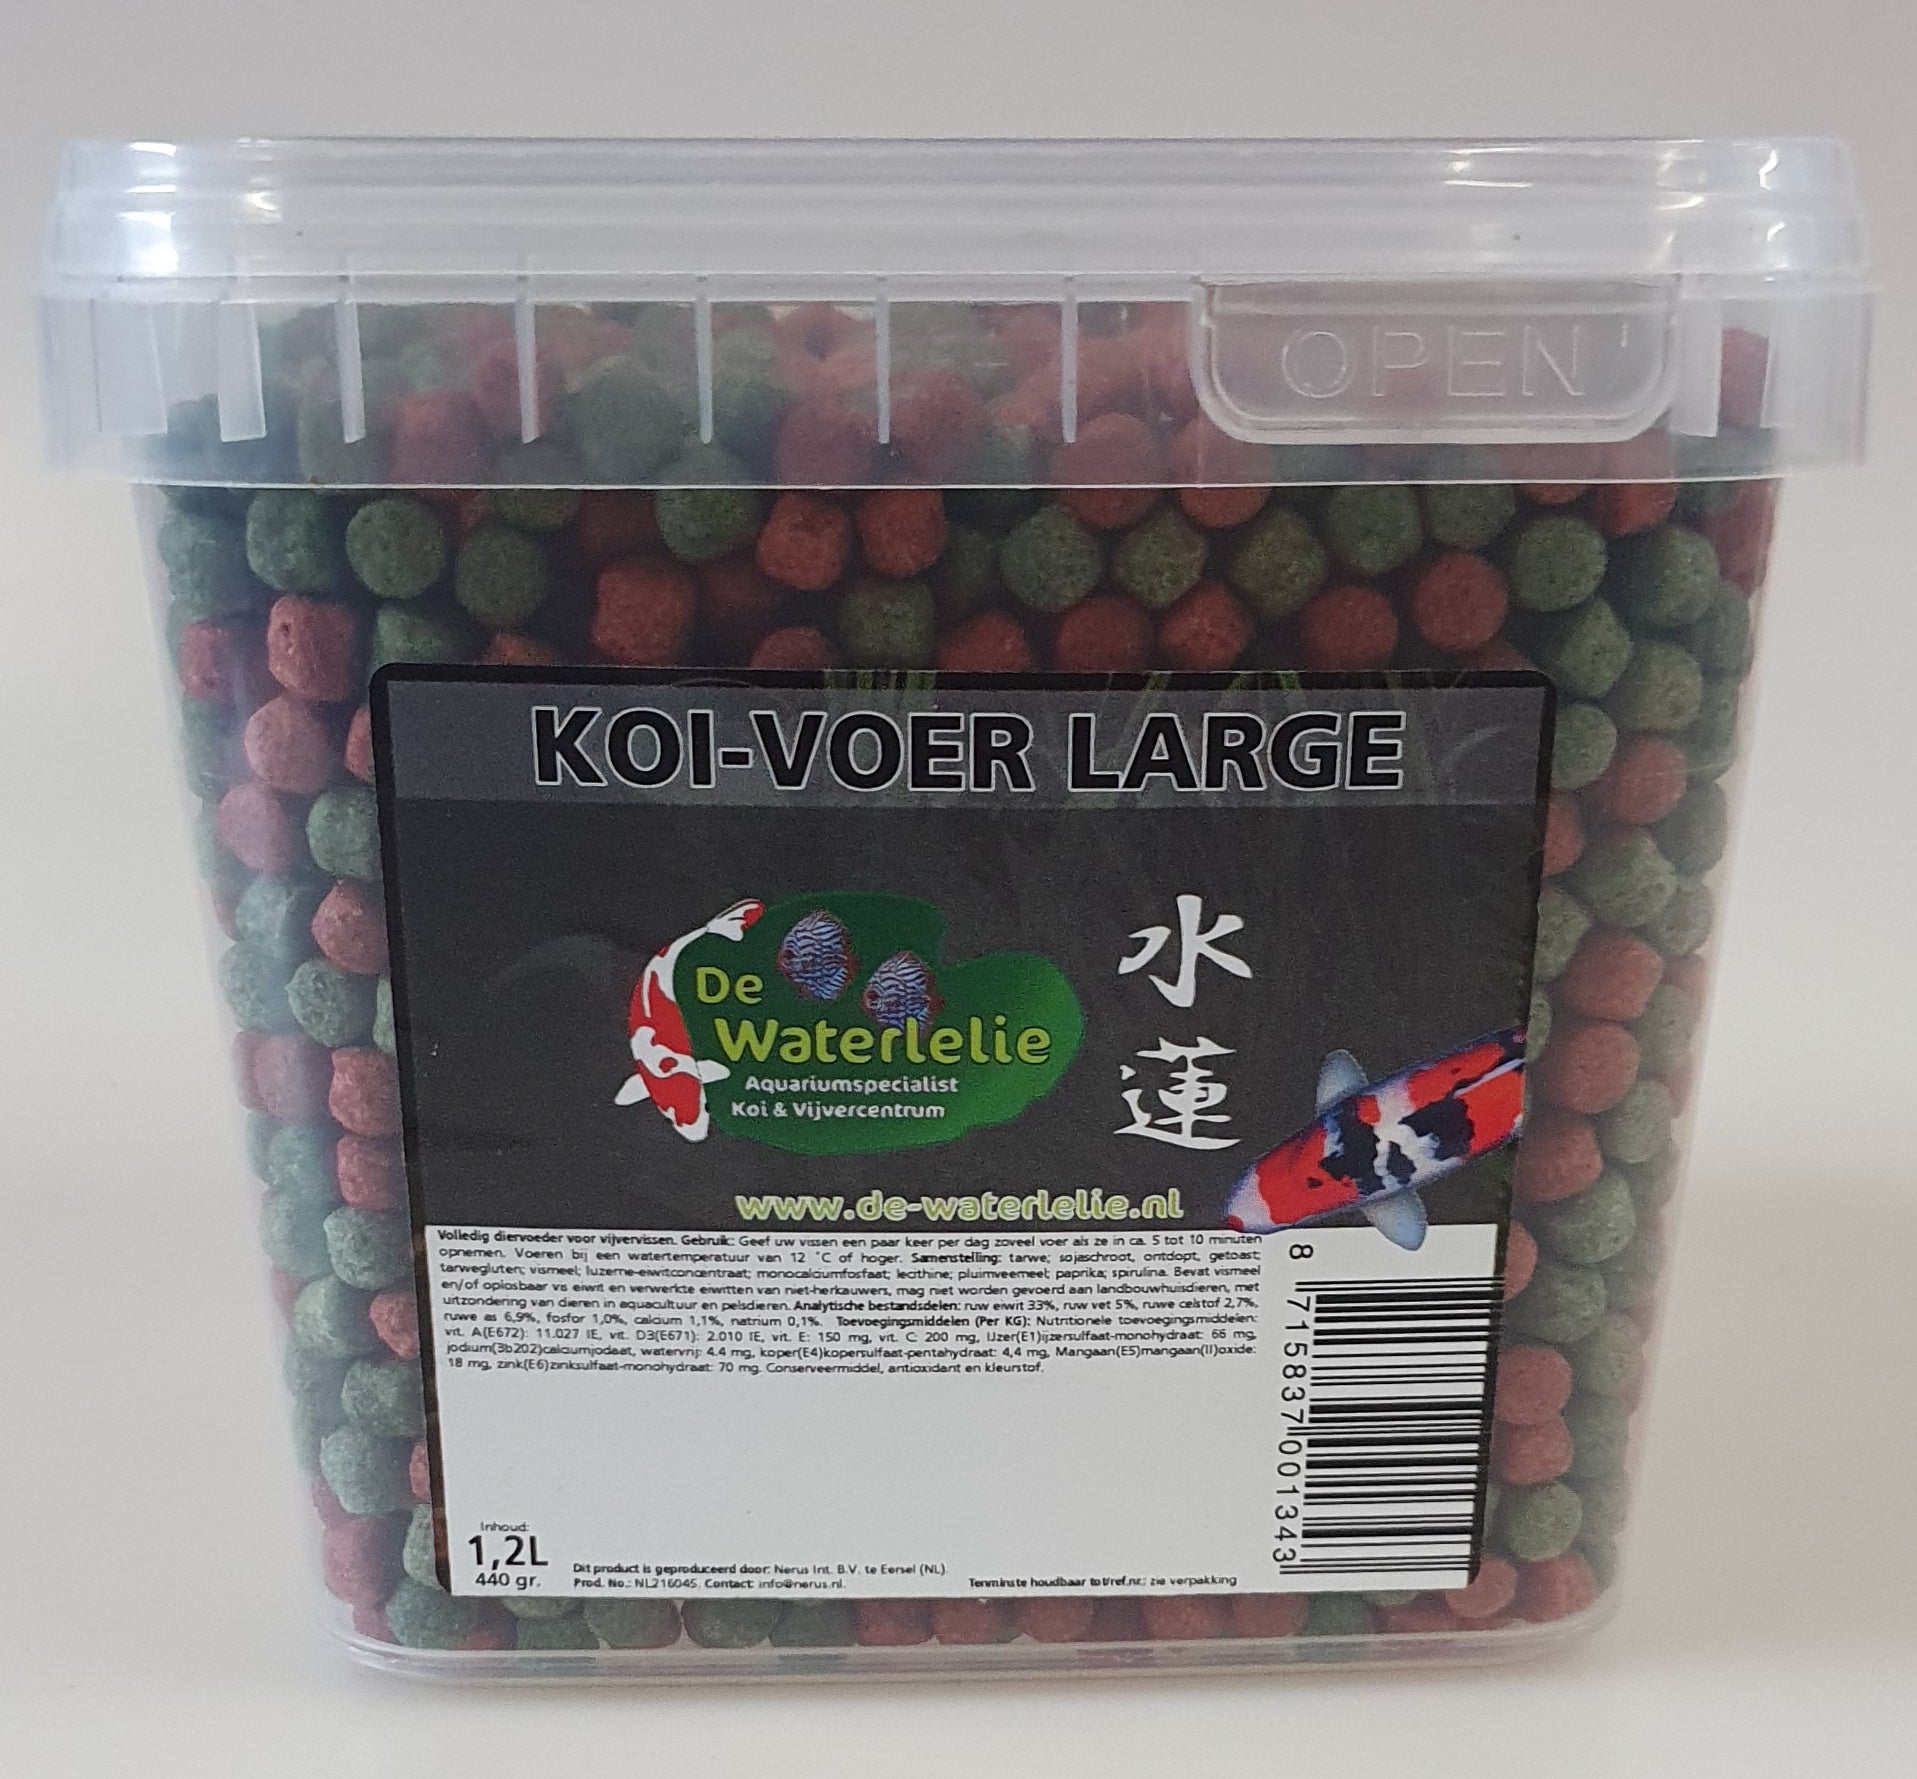 OPEN
KOI-VOER LARGE
De
Waterlelie
Aquariumspecialist
Koi & Vijvercentrum
水
蓮
www.de-waterlelie.nl
Volledig diervoeder voor vijvervissen. Gebruik: Geef uw vissen een paar keer per dag zoveel voer als ze in ca. 5 tot 10 minuten
opnemen. Voeren bij een watertemperatuur van 12 °C of hoger. Samenstelling: tarwe; sojaschroot, ontdopt, getoast;
tarwegluten; vismeel; luzerne-eiwitconcentraat; monocalciumfosfaat; lecithine; pluimveemeel; paprika; spirulina. Bevat vismeel
en/of oplosbaar vis eiwit en verwerkte eiwitten van niet-herkauwers, mag niet worden gevoerd aan landbouwhuisdieren, met
uitzondering van dieren in aquacultuur en pelsdieren. Analytische bestandsdelen: ruw eiwit 33%, ruw vet 5%, ruwe celstof 2,7%,
ruwe as 6,9%, fosfor 1,0%, calcium 1,1%, natrium 0,1%. Toevoegingsmiddelen (Per KG): Nutritionele toevoegingsmiddelen:
vit. A(E672): 11.027 IE, vit. D3(E671): 2.010 IE, vit. E: 150 mg, vit. C: 200 mg, IJzer(E1)ijzersulfaat-monohydraat: 66 mg,
jodium(3b202)calciumjodaat, watervrij: 4.4 mg, koper(E4)kopersulfaat-pentahydraat: 4,4 mg, Mangaan(E5)mangaan(II)oxide:
18 mg, zink(E6)zinksulfaat-monohydraat: 70 mg. Conserveermiddel, antioxidant en kleurstof.
8 715837 001343
Inhoud:
1,2L
440 gr.
Dit product is geproduceerd door: Nerus Int. B.V. te Eersel (NL).
Prod. No.: NL216045. Contact: info@nerus.nl.
Tenminste houdbaar tot/ref.nr.: zie verpakking